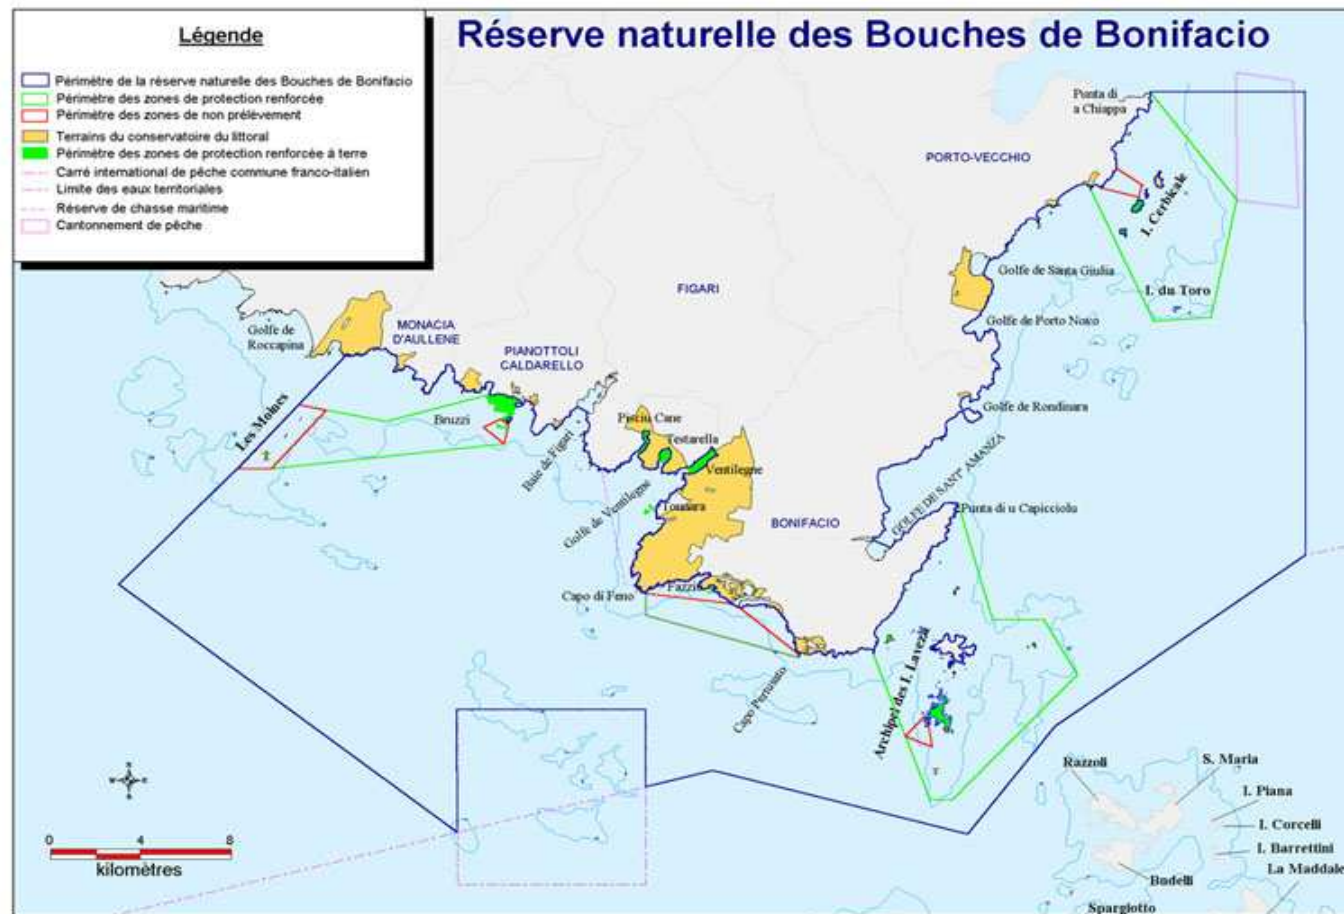 Réserve naturelle des Bouches de Bonifacio
Légende
Périmètre de la réserve naturelle des Bouches de Bonifacio
Périmètre des zones de protection renforcée
Périmètre des zones de non prélèvement
Terrains du conservatoire du littoral
Périmètre des zones de protection renforcée à terre
Carré international de pêche commune franco-italien
Limite des eaux territoriales
Réserve de chasse maritime
Cantonnement de pêche
Punta di
a Chiappa
PORTO-VECCHIO
I. Cerbicale
Golfe de Santa Giulia
I. du Toro
FIGARI
Golfe de Porto Novo
Golfe de
Roccapina
MONACIA
D'AULLENE
PIANOTTOLI
CALDARELLO
Golfe de Rondinara
Les Moines
Bruzzi
Baie de Figari
Pisciu Cane
Testarella
Ventilegne
Golfe de Ventilegne
Tonnara
BONIFACIO
GOLFE DE SANT' AMANZA
Punta di u Capicciolu
Capo di Feno
Fazzio
Capo Pertusato
Archipel des I. Lavezzi
Razzoli
S. Maria
I. Piana
I. Corcelli
I. Barrettini
La Maddale
Budelli
Spargiotto
0 4 8
kilomètres